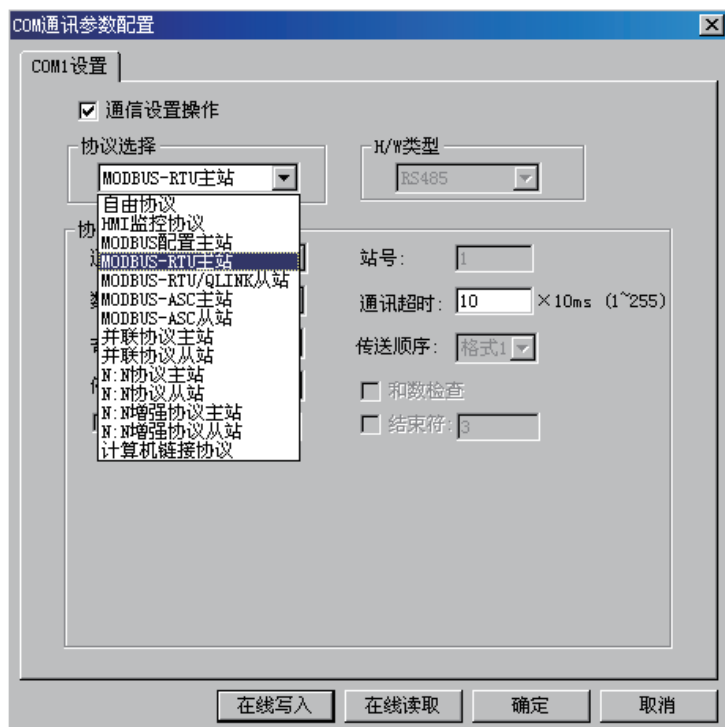 COM通讯参数配置
COM1设置
通信设置操作
协议选择
H/W类型
MODBUS-RTU主站
RS485
自由协议
HMI监控协议
MODBUS配置主站
MODBUS-RTU主站
MODBUS-RTU/QLINK从站
MODBUS-ASC主站
MODBUS-ASC从站
并联协议主站
并联协议从站
N:N协议主站
N:N协议从站
N:N增强协议主站
N:N增强协议从站
计算机链接协议
协
站号: 1
通讯超时: 10 ×10ms (1~255)
传送顺序: 格式1
和数检查
结束符: 3
在线写入 在线读取 确定 取消